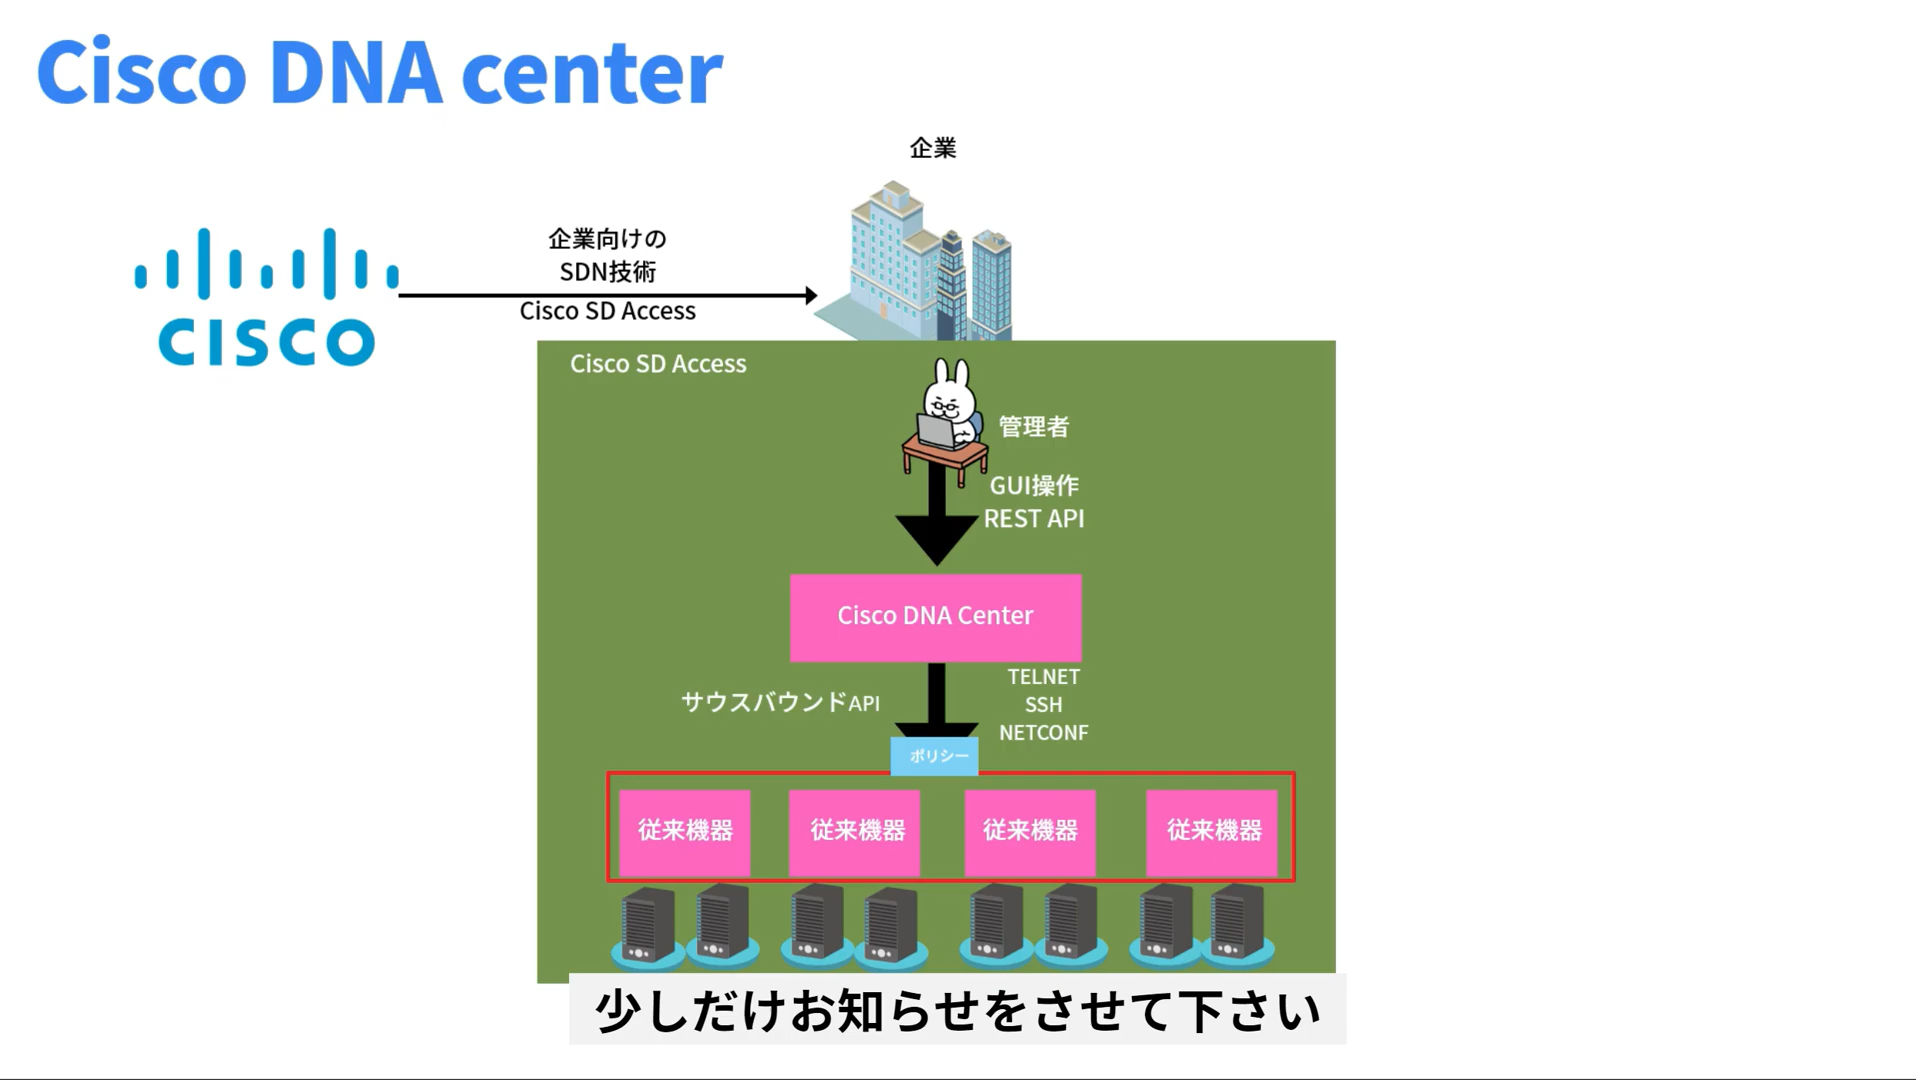 Cisco DNA center
企業
企業向けの
SDN技術
Cisco SD Access
CISCO
Cisco SD Access
管理者
GUI操作
REST API
Cisco DNA Center
サウスバウンドAPI
TELNET
SSH
NETCONF
ポリシー
従来機器
従来機器
従来機器
従来機器
少しだけお知らせをさせて下さい